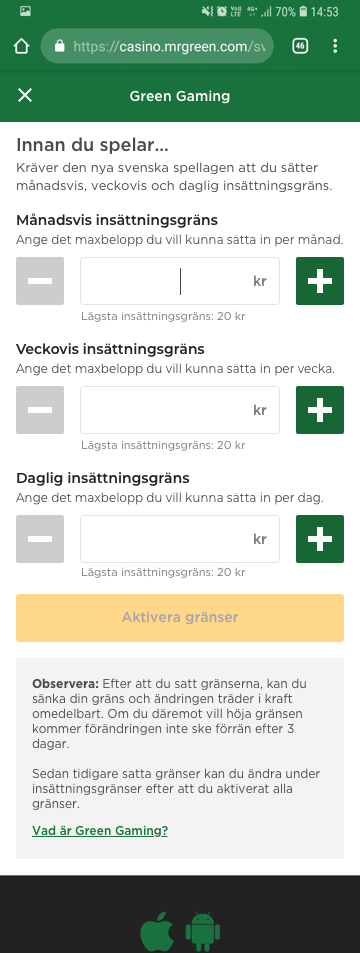 70% 14:53
https://casino.mrgreen.com/sv
46
Green Gaming
Innan du spelar...
Kräver den nya svenska spellagen att du sätter
månadsvis, veckovis och daglig insättningsgräns.
Månadsvis insättningsgräns
Ange det maxbelopp du vill kunna sätta in per månad.
kr
Lägsta insättningsgräns: 20 kr
Veckovis insättningsgräns
Ange det maxbelopp du vill kunna sätta in per vecka.
kr
Lägsta insättningsgräns: 20 kr
Daglig insättningsgräns
Ange det maxbelopp du vill kunna sätta in per dag.
kr
Lägsta insättningsgräns: 20 kr
Aktivera gränser
Observera: Efter att du satt gränserna, kan du
sänka din gräns och ändringen träder i kraft
omedelbart. Om du däremot vill höja gränsen
kommer förändringen inte ske förrän efter 3
dagar.
Sedan tidigare satta gränser kan du ändra under
insättningsgränser efter att du aktiverat alla
gränser.
Vad är Green Gaming?